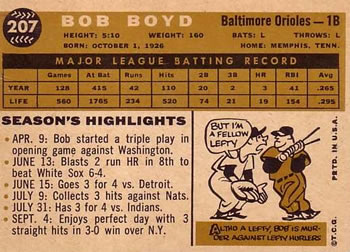 207
BOB BOYD
Baltimore Orioles — 1B
HEIGHT: 5:10 WEIGHT: 160 BATS: L THROWS: L
BORN: OCTOBER 1, 1926 HOME: MEMPHIS, TENN.
MAJOR LEAGUE BATTING RECORD
Games At-Bat Runs Hits 2B 3B HR RBI Avg.
YEAR 128 415 42 110 20 2 3 41 .265
LIFE 560 1765 234 524 78 22 19 .295
SEASON'S HIGHLIGHTS
• APR. 9: Bob started a triple play in
opening game against Washington.
• JUNE 13: Blasts 2 run HR in 8th to
beat White Sox 6-4.
• JUNE 15: Goes 3 for 4 vs. Detroit.
• JULY 9: Collects 3 hits against Nats.
• JULY 31: Has 3 for 4 vs. Indians.
• SEPT. 4: Enjoys perfect day with 3
straight hits in 3-0 win over N.Y.
BUT I'M A
FELLOW
LEFTY
ALTHO A LEFTY, BOB IS MUR-
DER AGAINST LEFTY HURLERS
©T.C.G. PRTD. IN U.S.A.